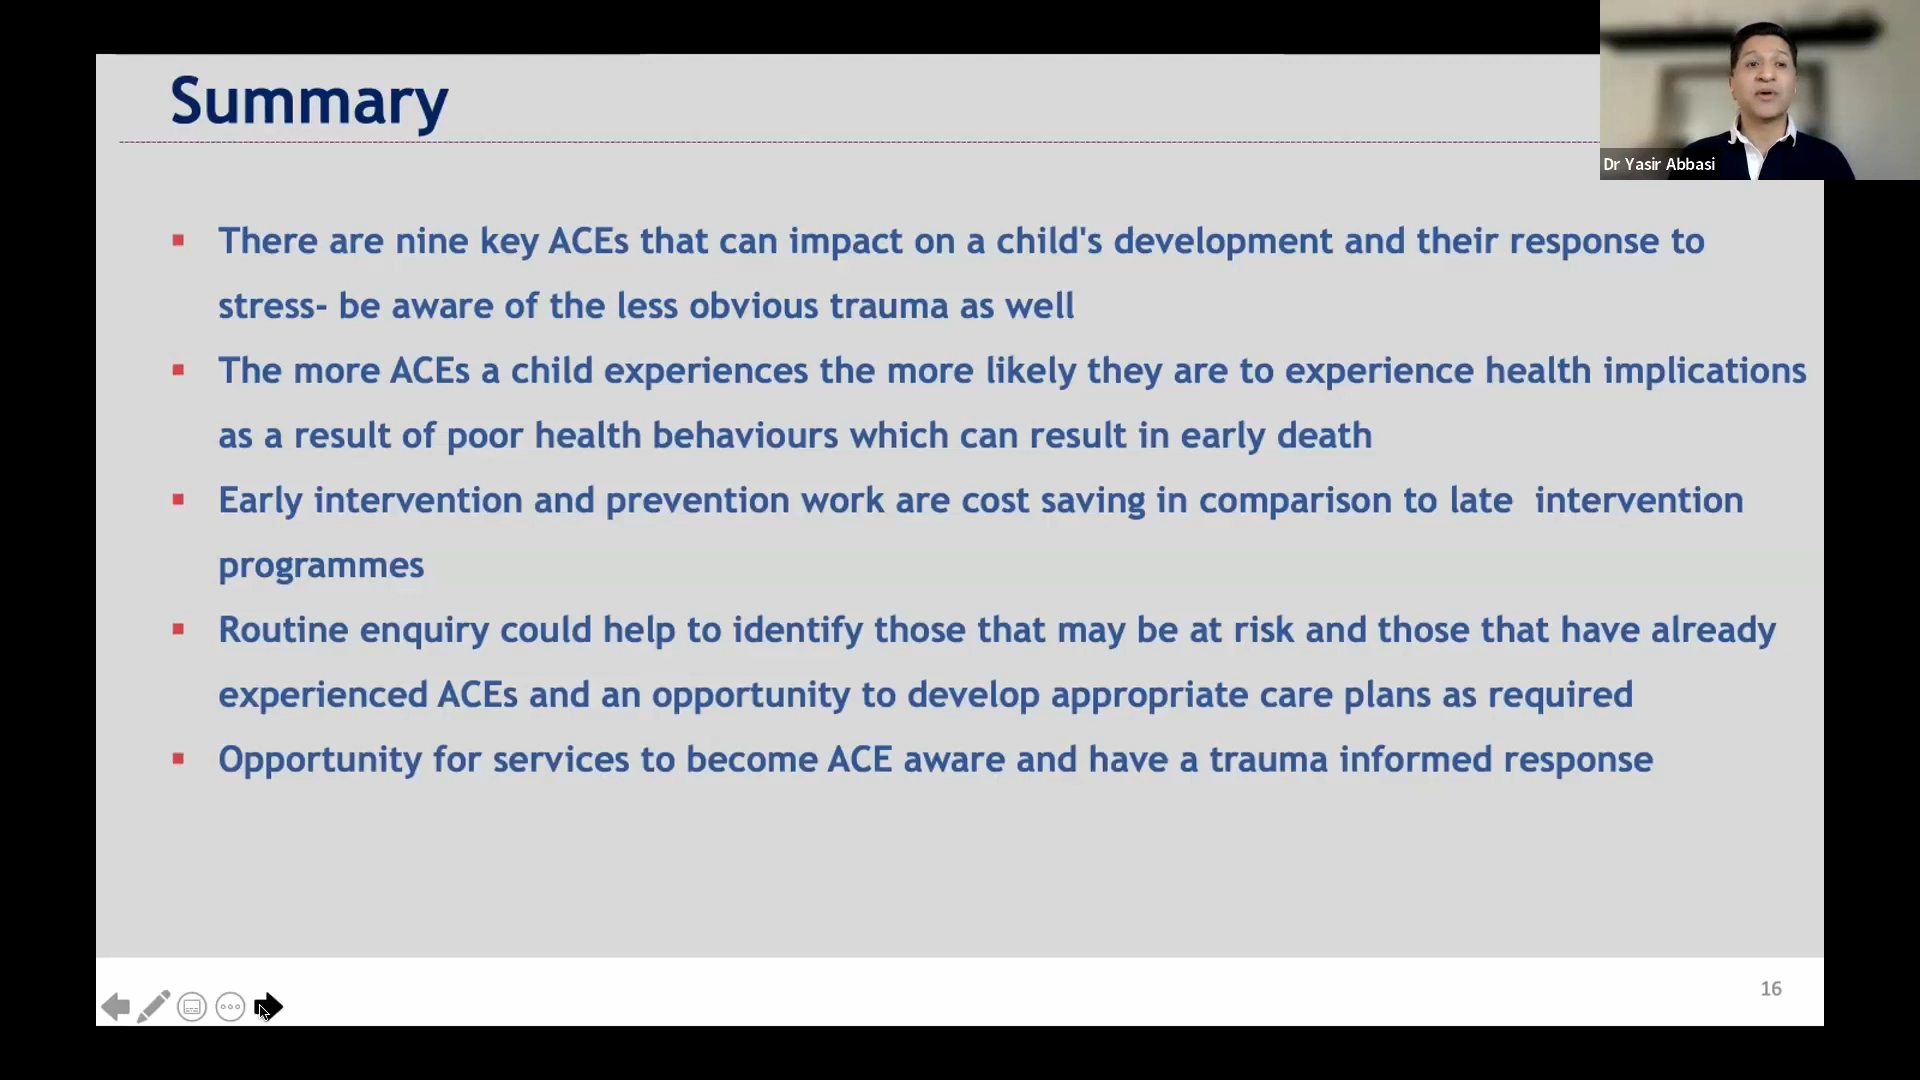 Summary
Dr Yasir Abbasi
▪ There are nine key ACEs that can impact on a child's development and their response to
stress- be aware of the less obvious trauma as well
▪ The more ACEs a child experiences the more likely they are to experience health implications
as a result of poor health behaviours which can result in early death
▪ Early intervention and prevention work are cost saving in comparison to late  intervention
programmes
▪ Routine enquiry could help to identify those that may be at risk and those that have already
experienced ACEs and an opportunity to develop appropriate care plans as required
▪ Opportunity for services to become ACE aware and have a trauma informed response
16